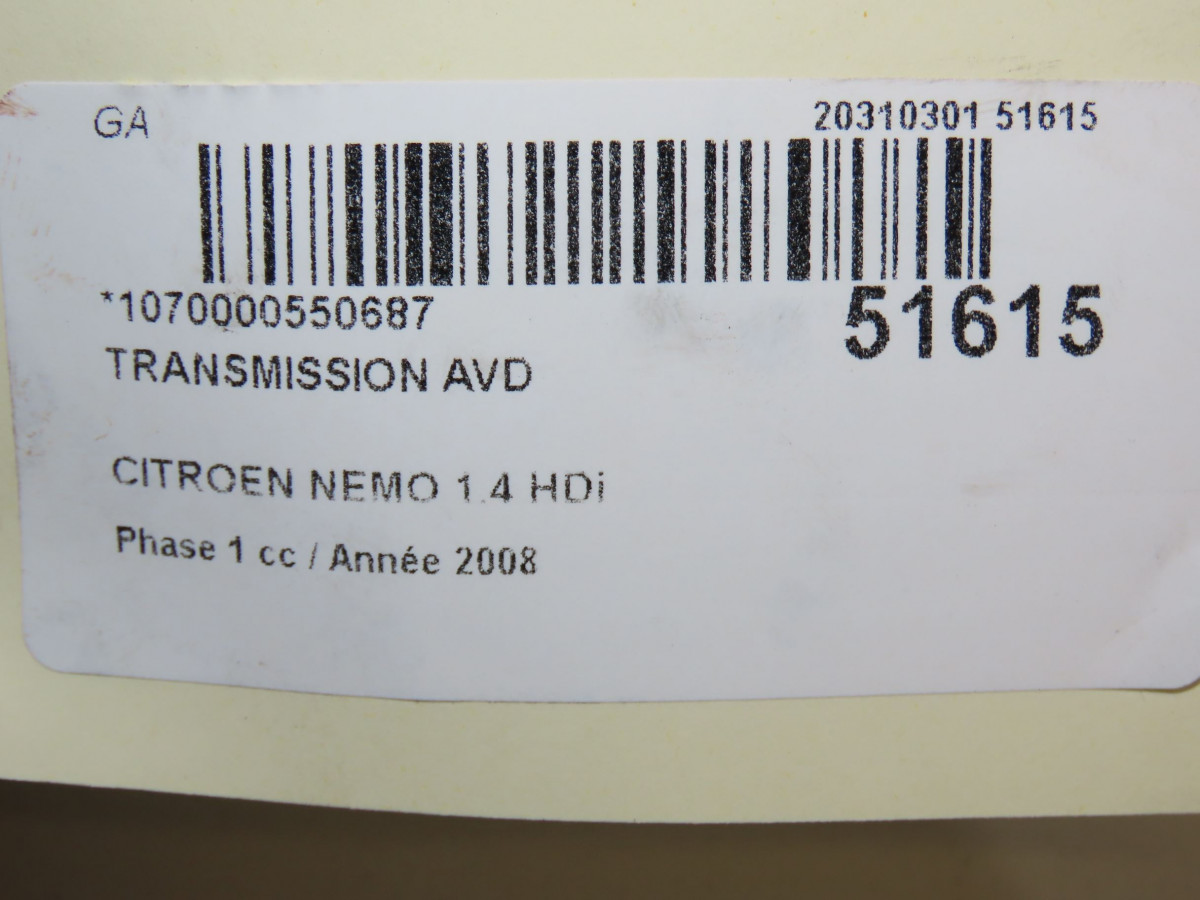 GA
20310301 51615
*1070000550687
51615
TRANSMISSION AVD
CITROEN NEMO 1.4 HDi
Phase 1 cc / Année 2008